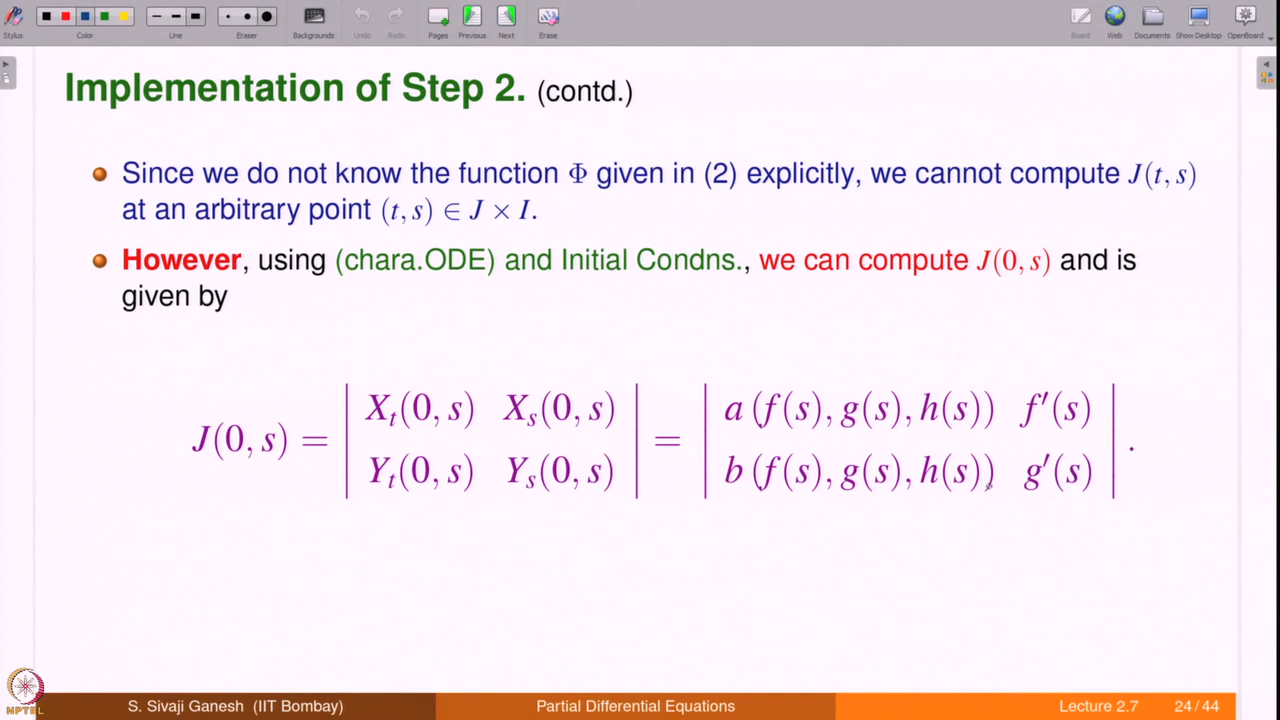 Stylus Color Line Eraser Backgrounds Undo Redo Pages Previous Next Erase Board Web Documents Show Desktop OpenBoard
Implementation of Step 2. (contd.)
Since we do not know the function Φ given in (2) explicitly, we cannot compute J(t, s)
at an arbitrary point (t, s) ∈ J × I.
However, using (chara.ODE) and Initial Condns., we can compute J(0, s) and is
given by
J(0, s) = | X_t(0, s) X_s(0, s) | = | a (f(s), g(s), h(s)) f′(s) | .
| Y_t(0, s) Y_s(0, s) | | b (f(s), g(s), h(s)) g′(s) |
NPTEL
S. Sivaji Ganesh (IIT Bombay) Partial Differential Equations Lecture 2.7 24 / 44